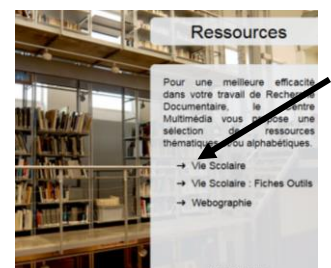 Ressources
Pour une meilleure efficacité
dans votre travail de Recherche
Documentaire, le Centre
Multimédia vous propose une
sélection de ressources
thématiques ou alphabétiques.
→ Vie Scolaire
→ Vie Scolaire : Fiches Outils
→ Webographie